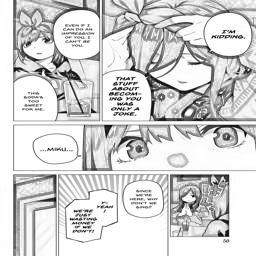 I'M
KIDDING.
THAT
STUFF
ABOUT
BECOM-
ING YOU
WAS
ONLY A
JOKE.
EVEN IF
I CAN DO AN
IMPRESSION
OF YOU, I
CAN'T BE
YOU.
THIS
SODA'S
TOO
SWEET
FOR ME.
...MIKU...
SINCE
WE'RE
HERE, WHY
DON'T
WE SING?
Y-
YEAH!
WE'RE
JUST
WASTING
MONEY
IF WE
DON'T!
50